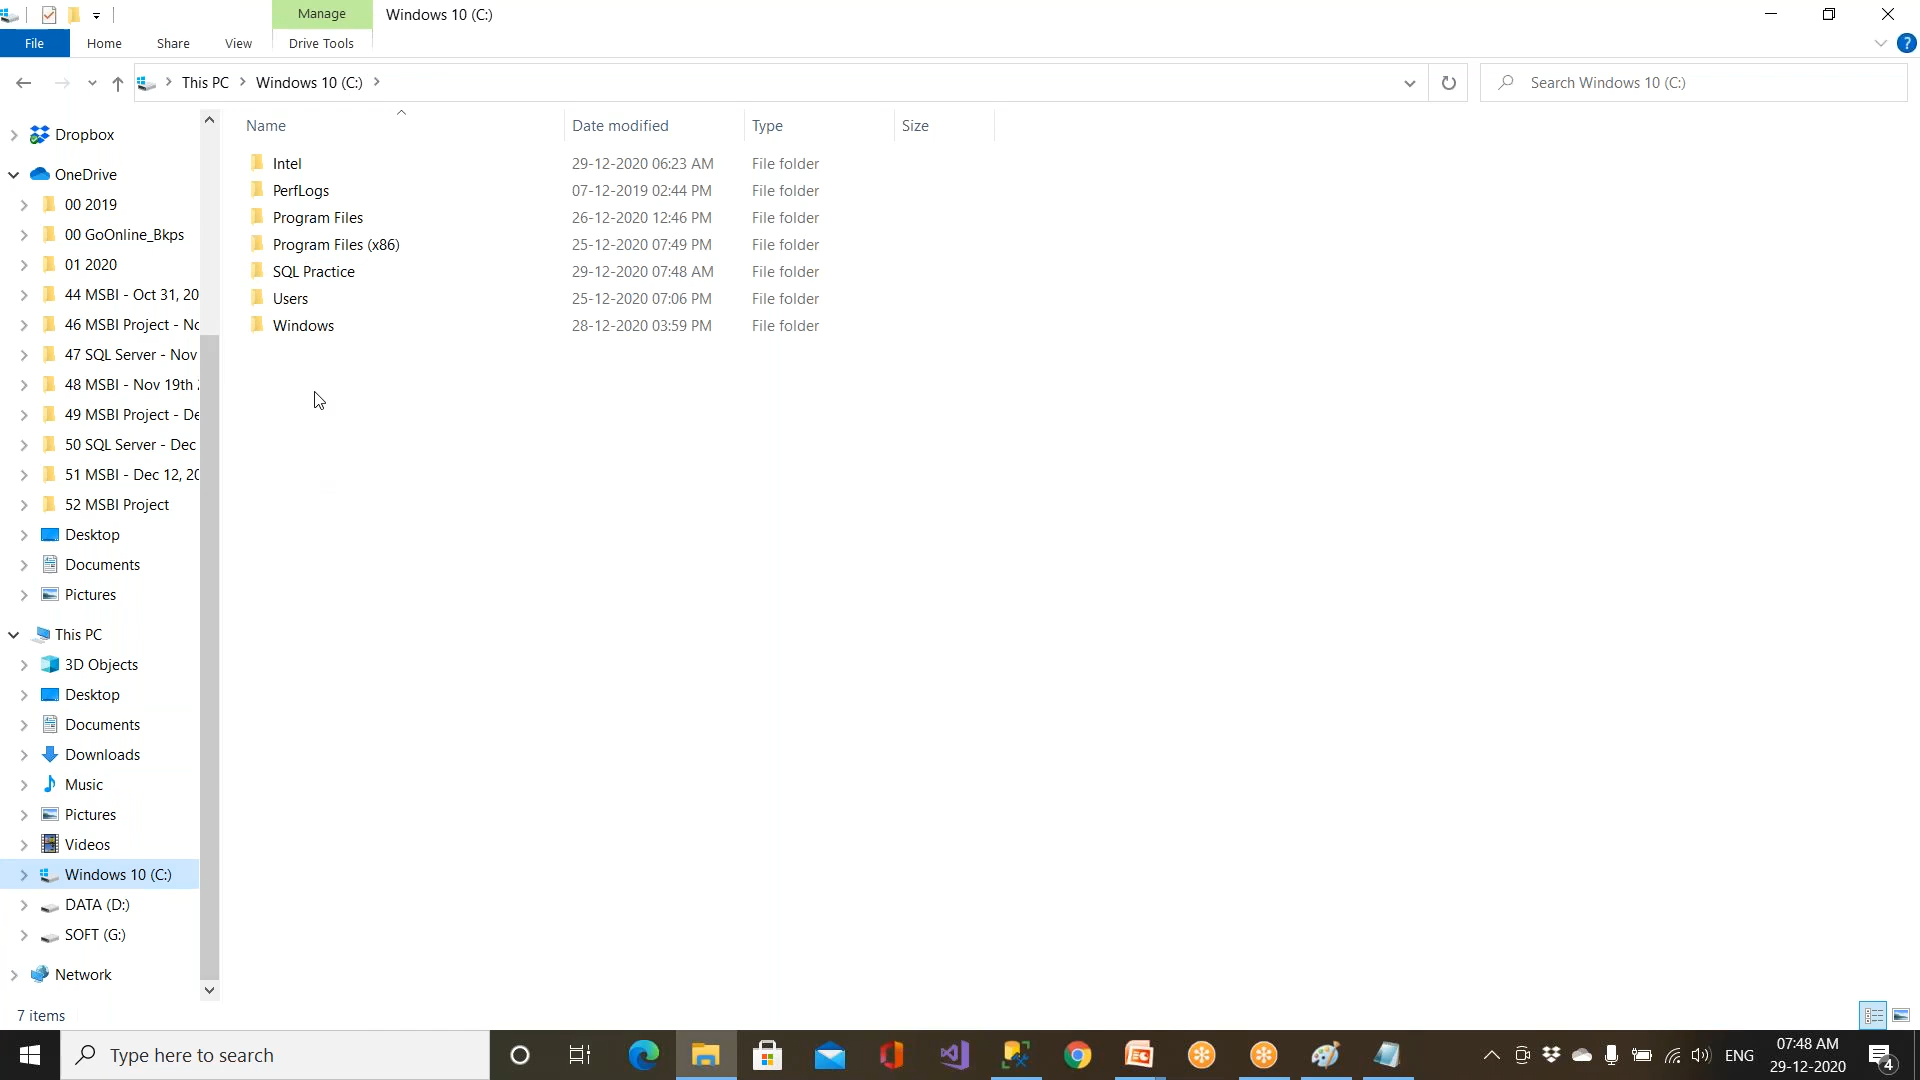 Manage
Windows 10 (C:)
File
Home
Share
View
Drive Tools
?
This PC
Windows 10 (C:)
Search Windows 10 (C:)
Name
Date modified
Type
Size
Intel
29-12-2020 06:23 AM
File folder
PerfLogs
07-12-2019 02:44 PM
File folder
Program Files
26-12-2020 12:46 PM
File folder
Program Files (x86)
25-12-2020 07:49 PM
File folder
SQL Practice
29-12-2020 07:48 AM
File folder
Users
25-12-2020 07:06 PM
File folder
Windows
28-12-2020 03:59 PM
File folder
Dropbox
OneDrive
00 2019
00 GoOnline_Bkps
01 2020
44 MSBI - Oct 31, 20
46 MSBI Project - No
47 SQL Server - Nov
48 MSBI - Nov 19th
49 MSBI Project - De
50 SQL Server - Dec
51 MSBI - Dec 12, 20
52 MSBI Project
Desktop
Documents
Pictures
This PC
3D Objects
Desktop
Documents
Downloads
Music
Pictures
Videos
Windows 10 (C:)
DATA (D:)
SOFT (G:)
Network
7 items
Type here to search
ENG
07:48 AM
29-12-2020
4